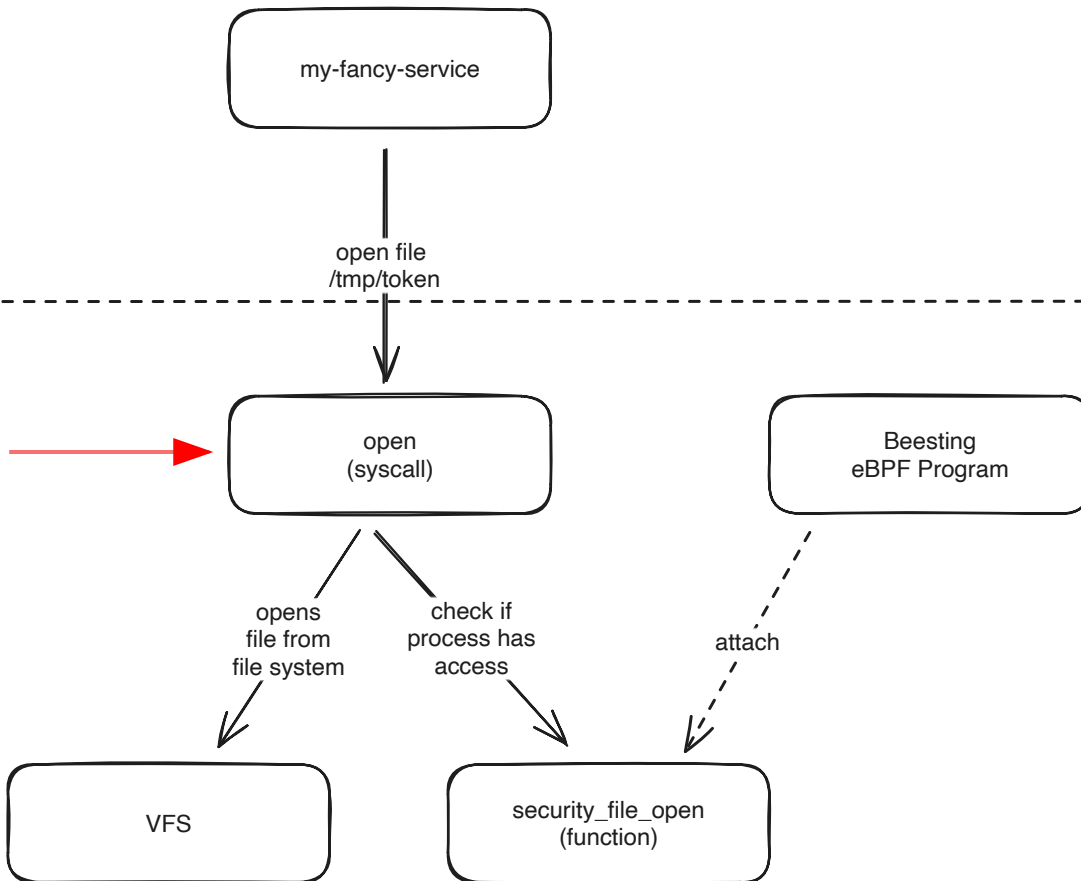 my-fancy-service
open file
/tmp/token
open
(syscall)
Beesting
eBPF Program
opens
file from
file system
check if
process has
access
attach
VFS
security_file_open
(function)